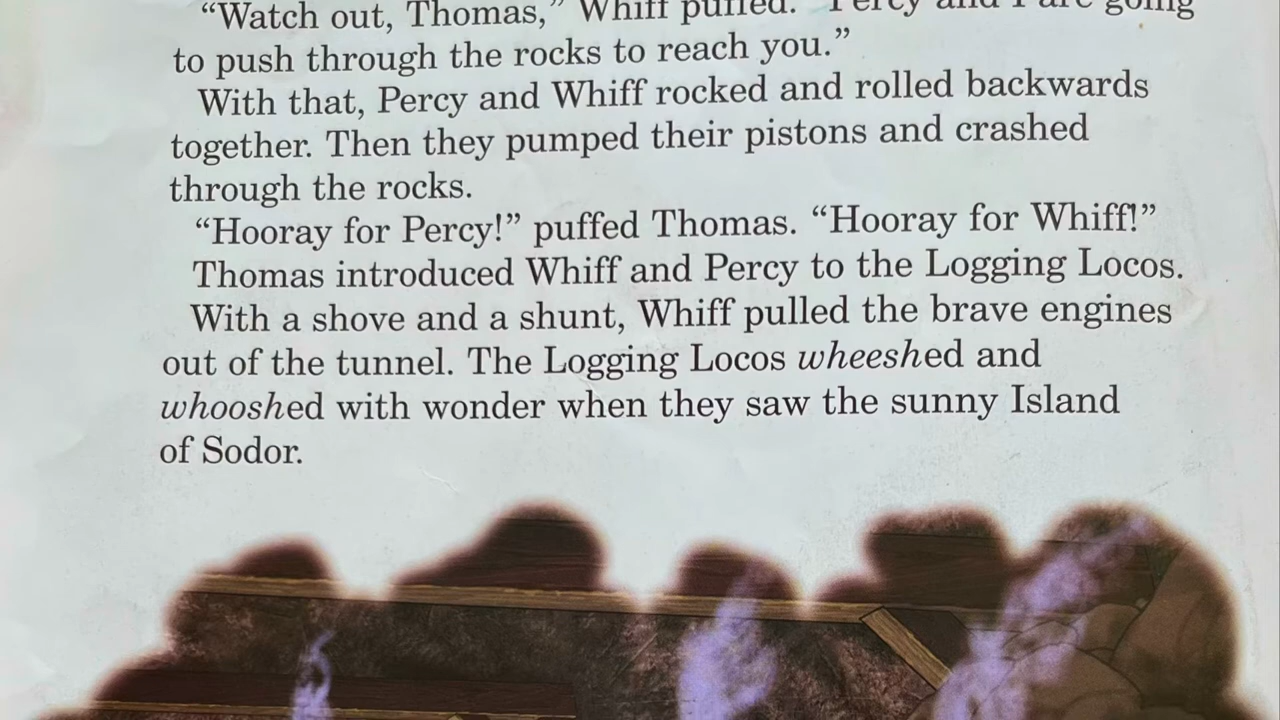 “Watch out, Thomas,” Whiff puffed. “Percy and I are going
to push through the rocks to reach you.”
With that, Percy and Whiff rocked and rolled backwards
together. Then they pumped their pistons and crashed
through the rocks.
“Hooray for Percy!” puffed Thomas. “Hooray for Whiff!”
Thomas introduced Whiff and Percy to the Logging Locos.
With a shove and a shunt, Whiff pulled the brave engines
out of the tunnel. The Logging Locos wheeshed and
whooshed with wonder when they saw the sunny Island
of Sodor.